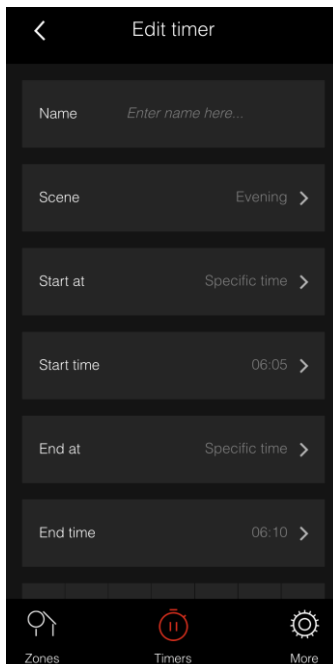 Edit timer
Name Enter name here...
Scene Evening
Start at Specific time
Start time 06:05
End at Specific time
End time 06:10
Zones Timers More